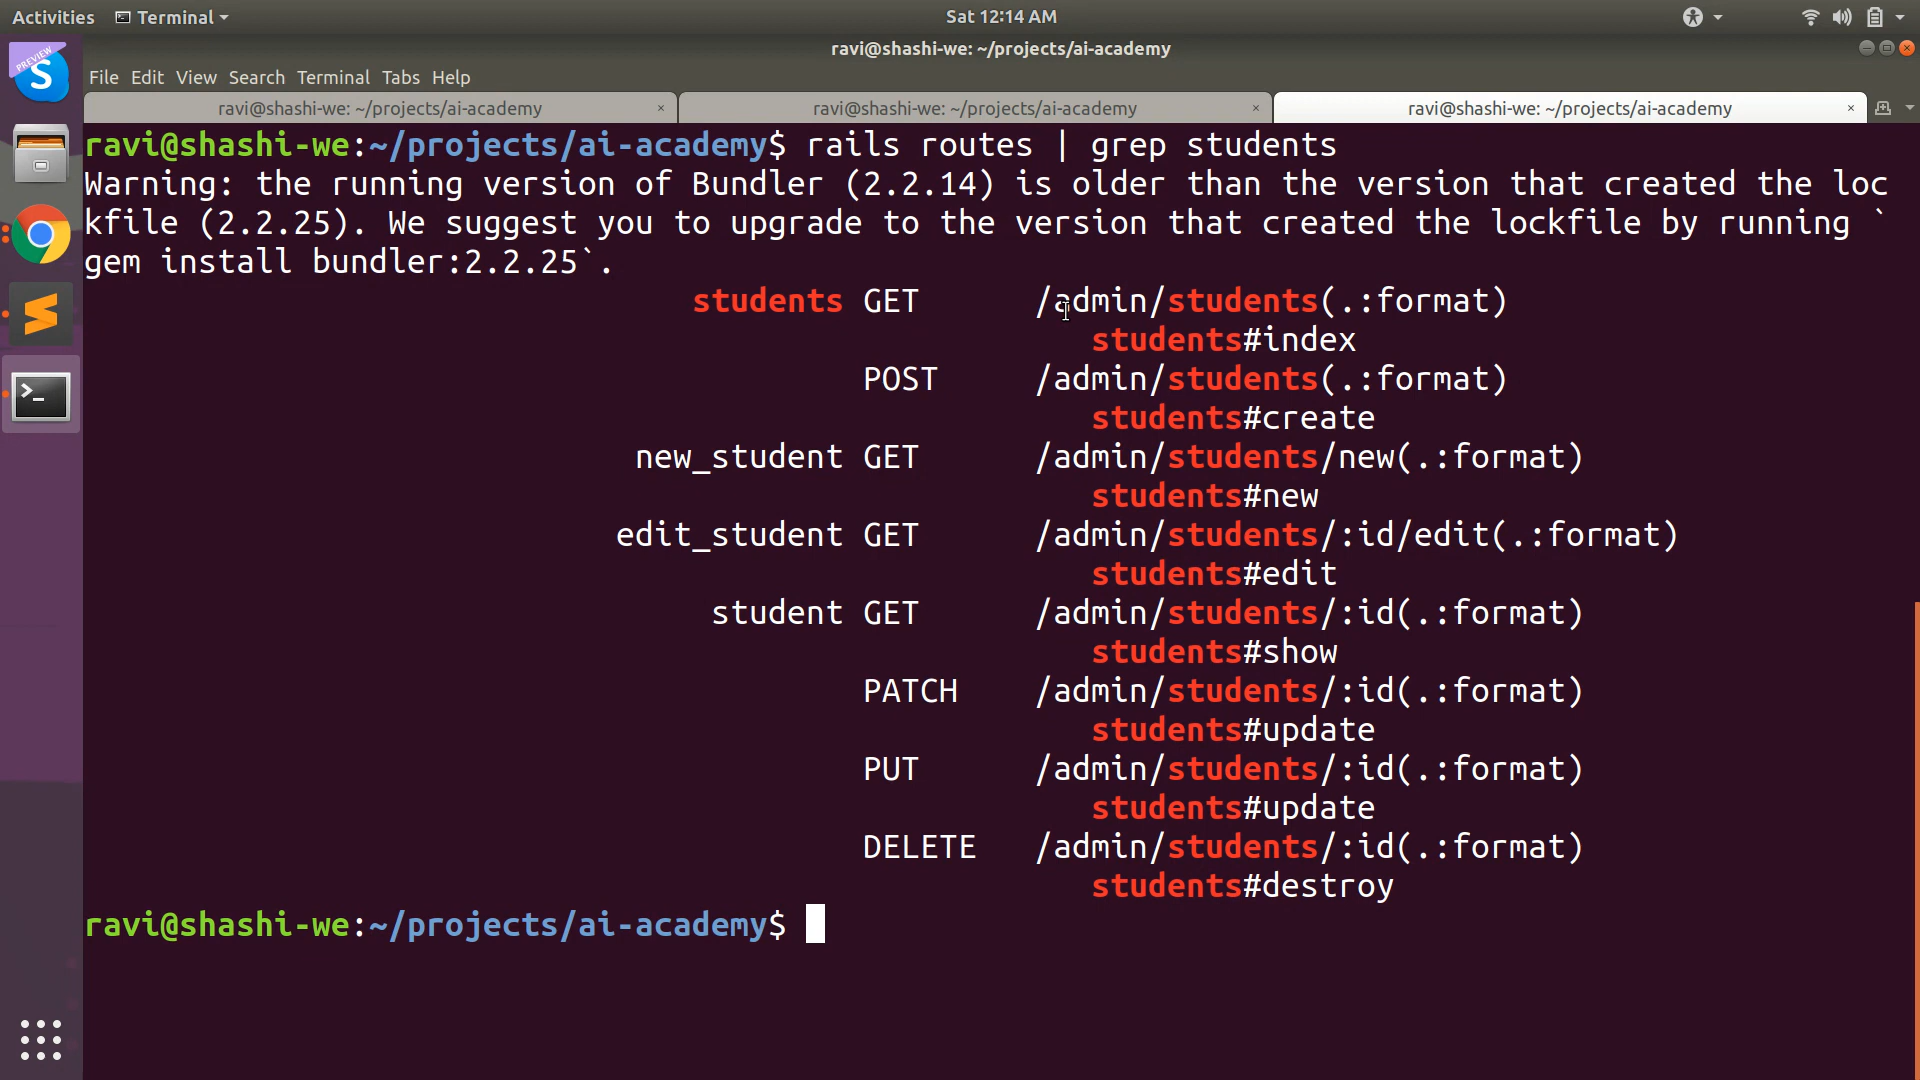 Activities Terminal Sat 12:14 AM
ravi@shashi-we: ~/projects/ai-academy
PREVIEW
S
File Edit View Search Terminal Tabs Help
ravi@shashi-we: ~/projects/ai-academy × ravi@shashi-we: ~/projects/ai-academy × ravi@shashi-we: ~/projects/ai-academy ×
ravi@shashi-we:~/projects/ai-academy$ rails routes | grep students
Warning: the running version of Bundler (2.2.14) is older than the version that created the loc
kfile (2.2.25). We suggest you to upgrade to the version that created the lockfile by running `
gem install bundler:2.2.25`.
students GET /admin/students(.:format)
students#index
POST /admin/students(.:format)
students#create
new_student GET /admin/students/new(.:format)
students#new
edit_student GET /admin/students/:id/edit(.:format)
students#edit
student GET /admin/students/:id(.:format)
students#show
PATCH /admin/students/:id(.:format)
students#update
PUT /admin/students/:id(.:format)
students#update
DELETE /admin/students/:id(.:format)
students#destroy
ravi@shashi-we:~/projects/ai-academy$